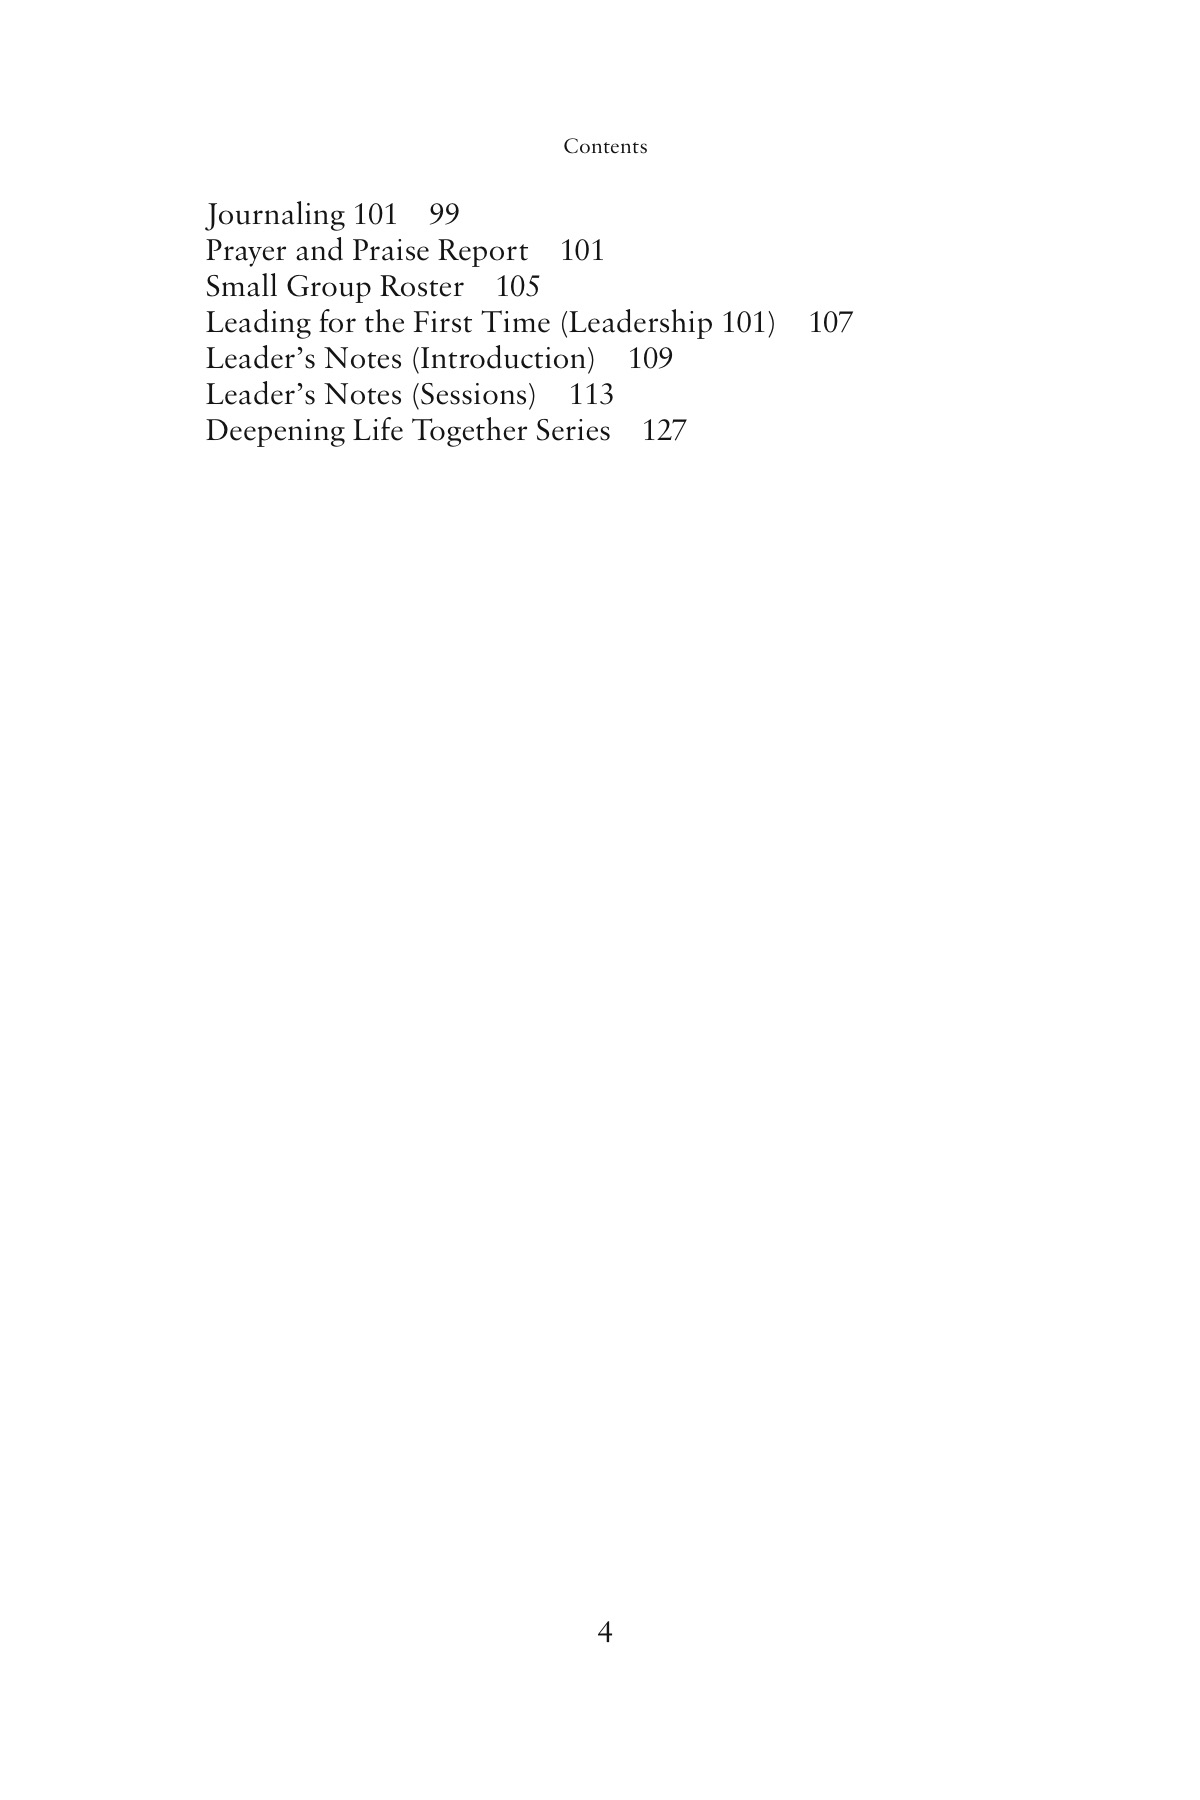 Contents
Journaling 101 99
Prayer and Praise Report 101
Small Group Roster 105
Leading for the First Time (Leadership 101) 107
Leader’s Notes (Introduction) 109
Leader’s Notes (Sessions) 113
Deepening Life Together Series 127
4